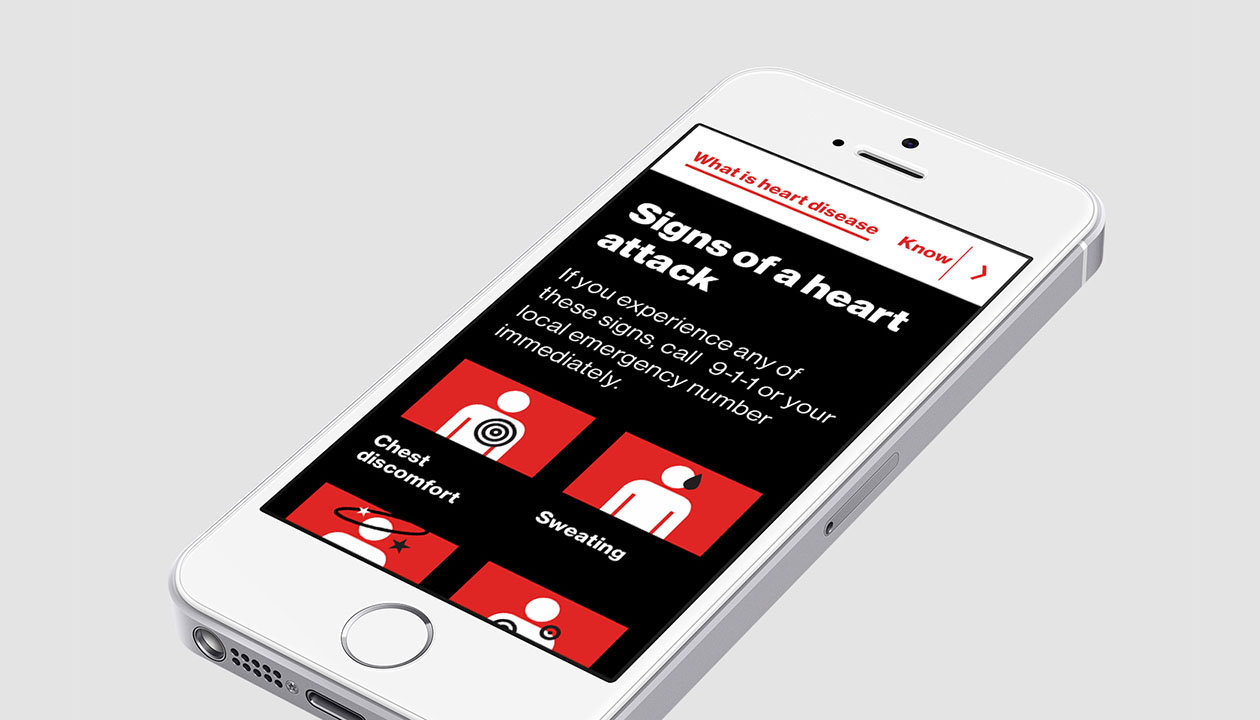 What is heart disease Know
Signs of a heart
attack
If you experience any of
these signs, call 9-1-1 or your
local emergency number
immediately.
Chest
discomfort
Sweating